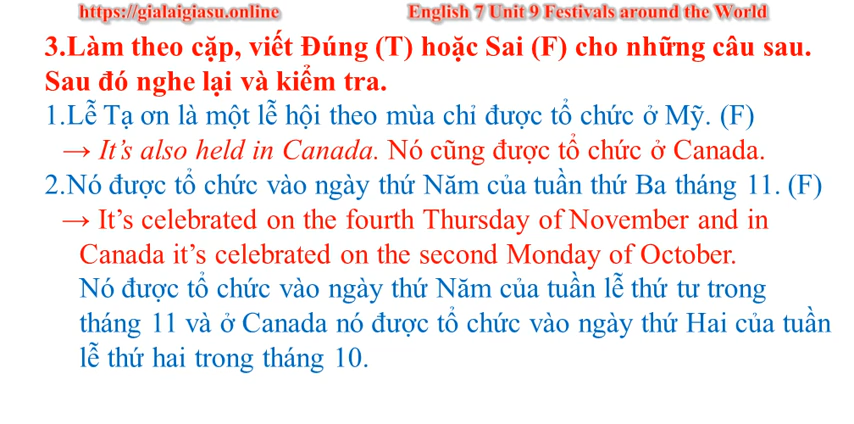 https://gialaigiasu.online English 7 Unit 9 Festivals around the World
3.Làm theo cặp, viết Đúng (T) hoặc Sai (F) cho những câu sau.
Sau đó nghe lại và kiểm tra.
1.Lễ Tạ ơn là một lễ hội theo mùa chỉ được tổ chức ở Mỹ. (F)
→ It's also held in Canada. Nó cũng được tổ chức ở Canada.
2.Nó được tổ chức vào ngày thứ Năm của tuần thứ Ba tháng 11. (F)
→ It's celebrated on the fourth Thursday of November and in
Canada it's celebrated on the second Monday of October.
Nó được tổ chức vào ngày thứ Năm của tuần lễ thứ tư trong
tháng 11 và ở Canada nó được tổ chức vào ngày thứ Hai của tuần
lễ thứ hai trong tháng 10.